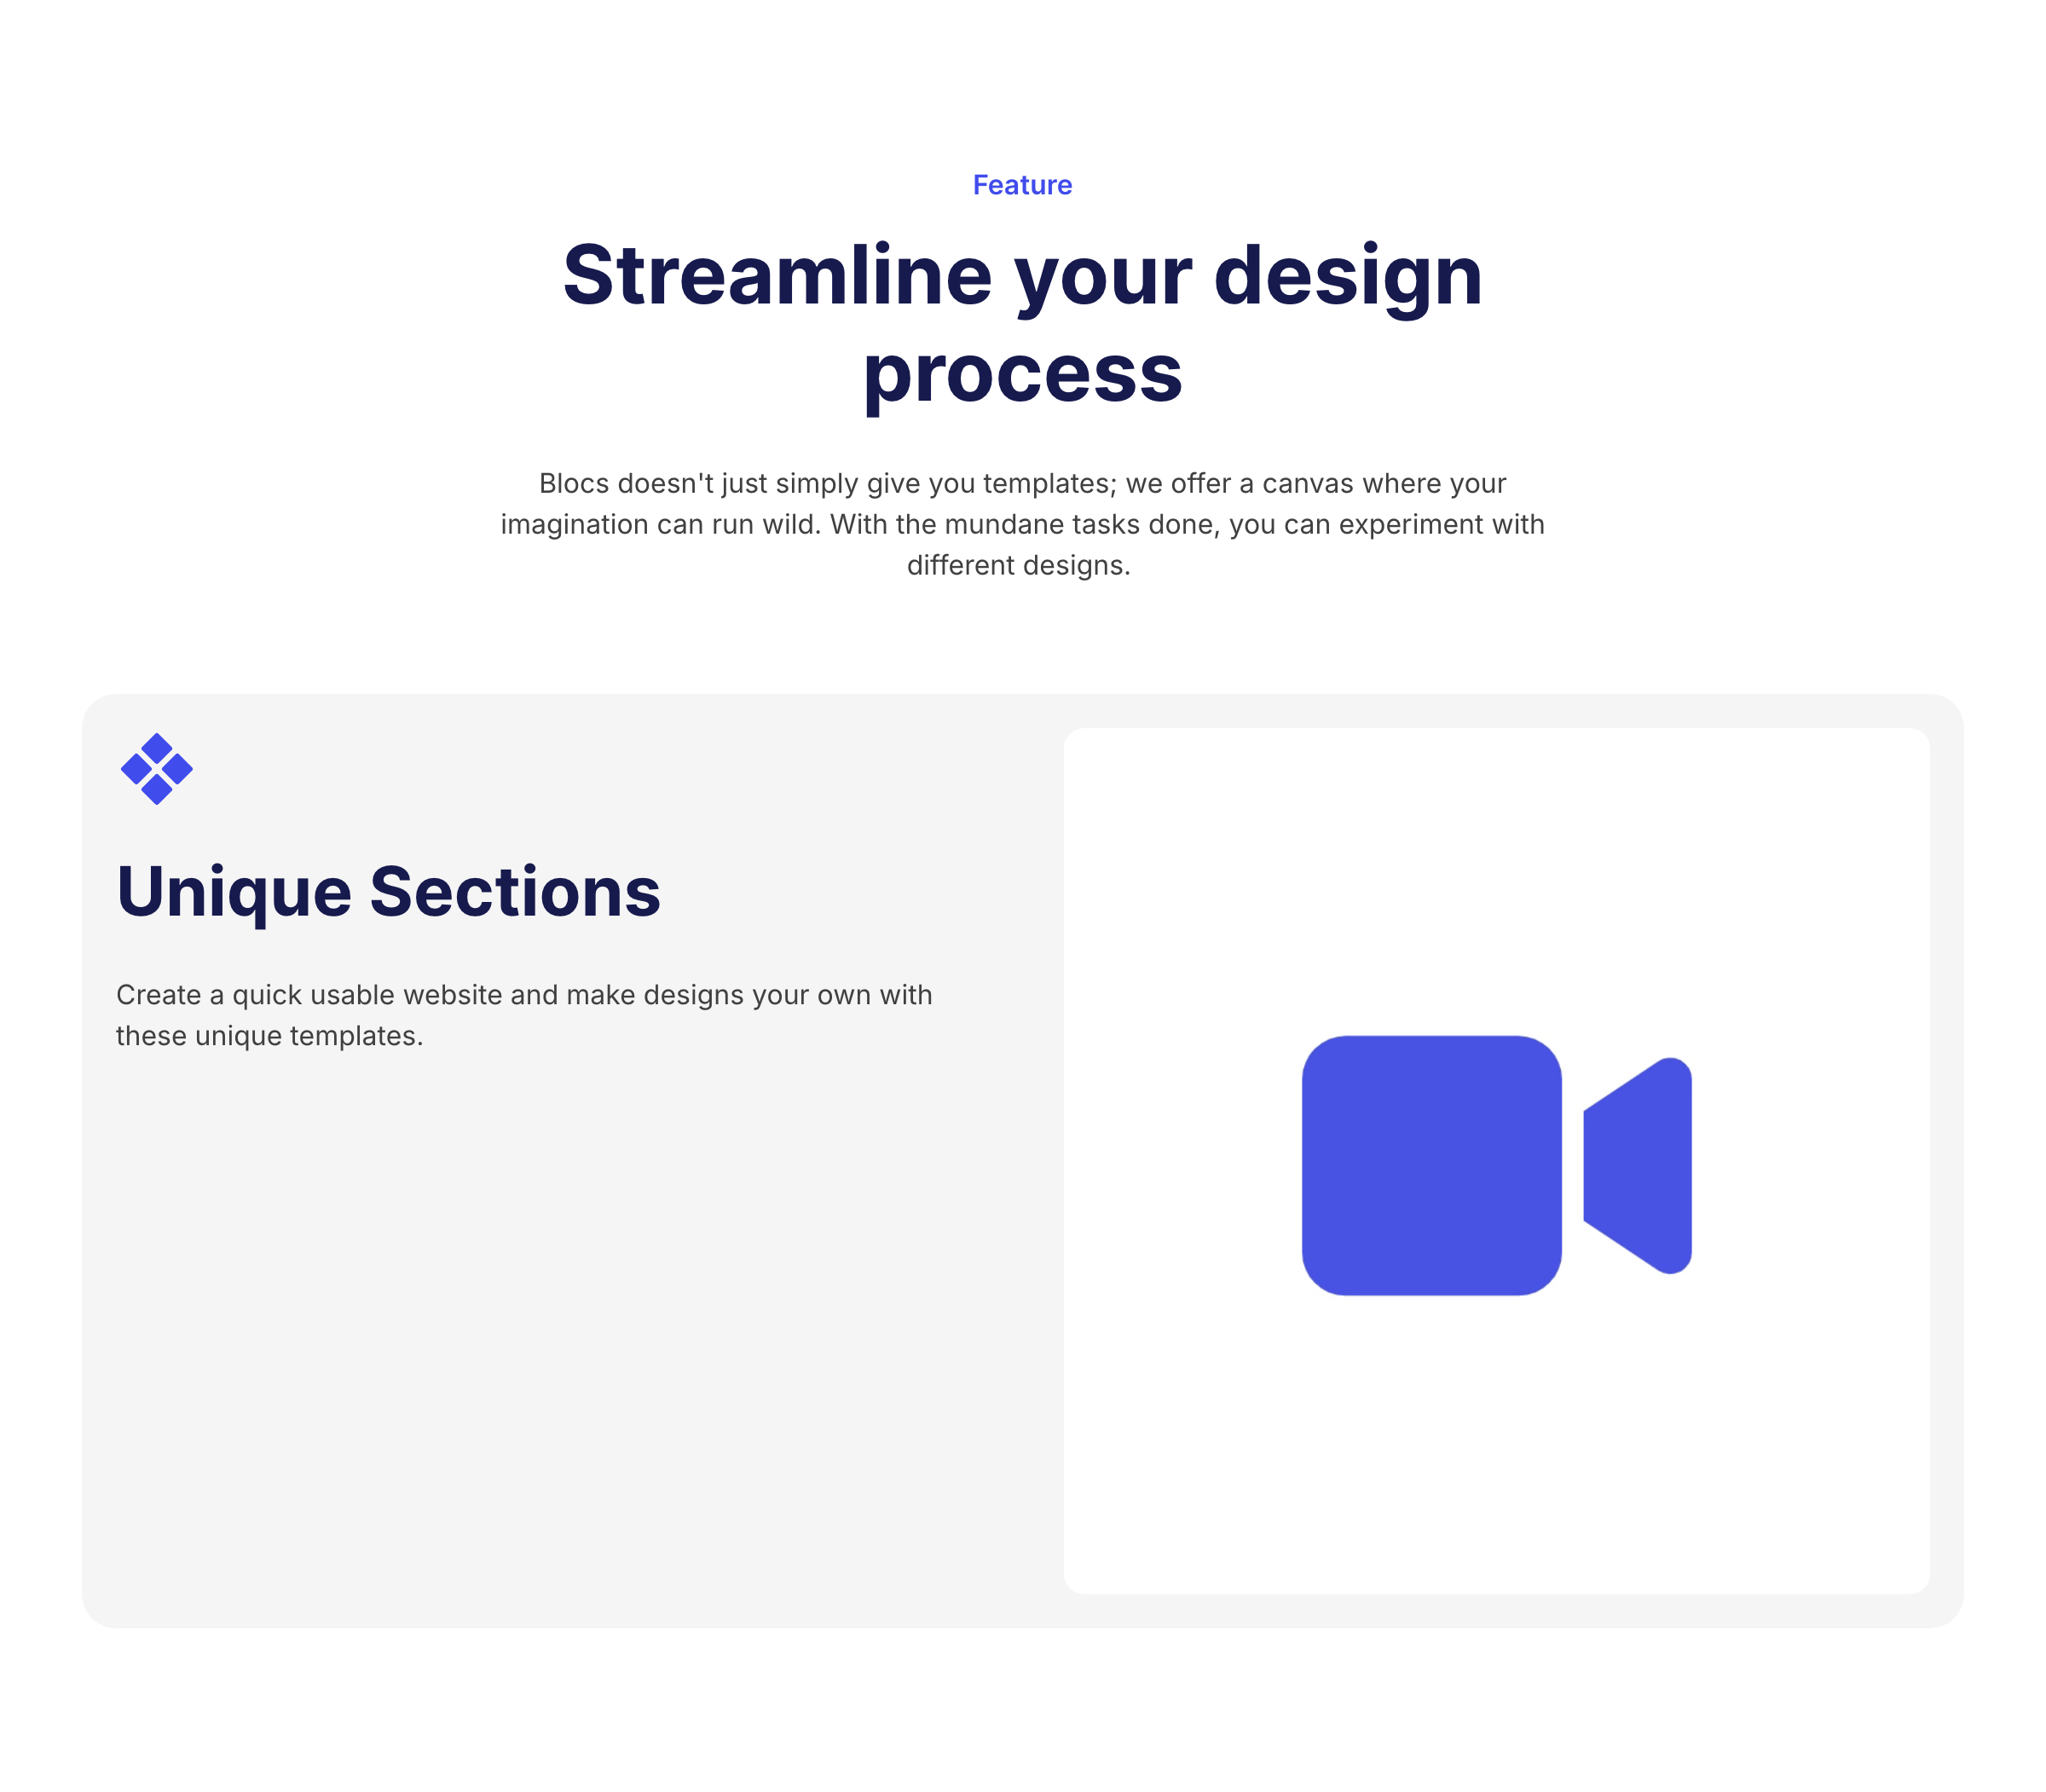 Feature
Streamline your design
process
Blocs doesn't just simply give you templates; we offer a canvas where your
imagination can run wild. With the mundane tasks done, you can experiment with
different designs.
Unique Sections
Create a quick usable website and make designs your own with
these unique templates.